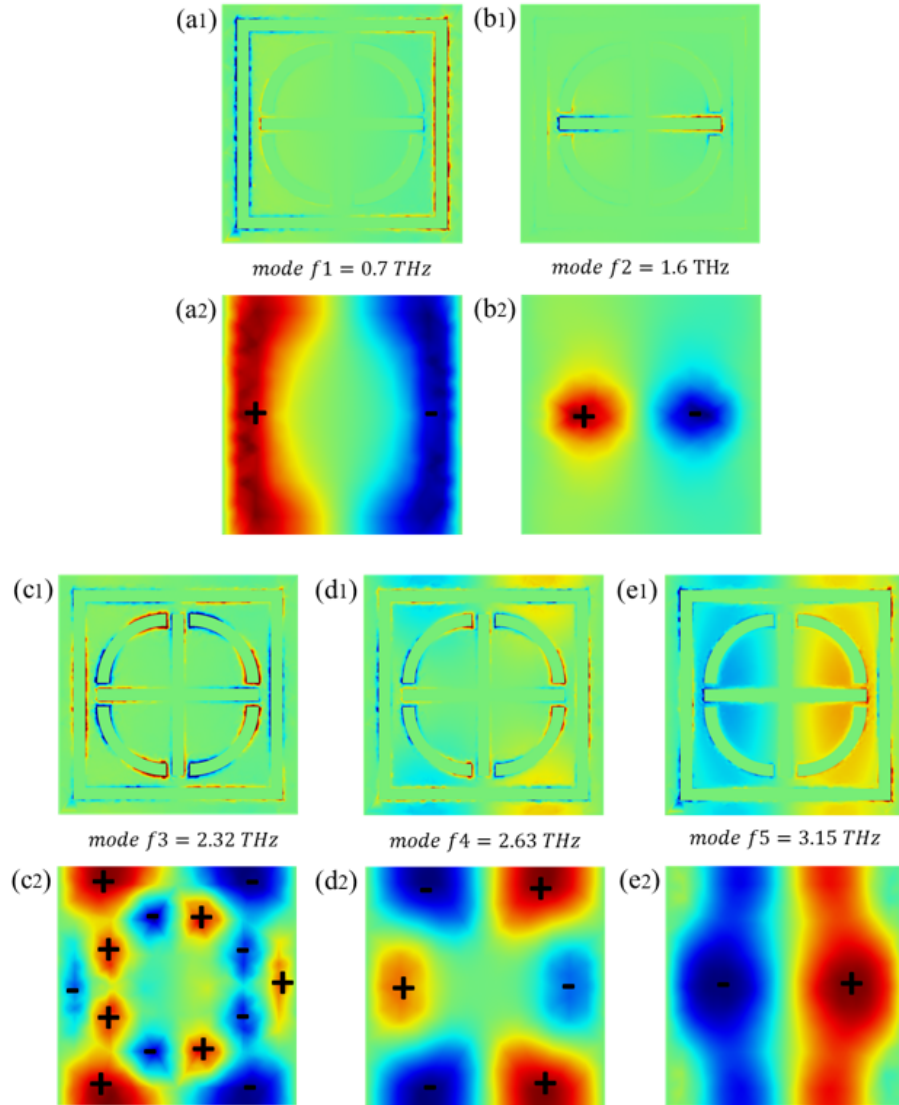 (a1) (b1)
mode f1 = 0.7 THz mode f2 = 1.6 THz
(a2) (b2)
+ - + -
(c1) (d1) (e1)
mode f3 = 2.32 THz mode f4 = 2.63 THz mode f5 = 3.15 THz
(c2) (d2) (e2)
+ - - +
- +
+ -
- + + - - +
+ -
- +
+ - - +